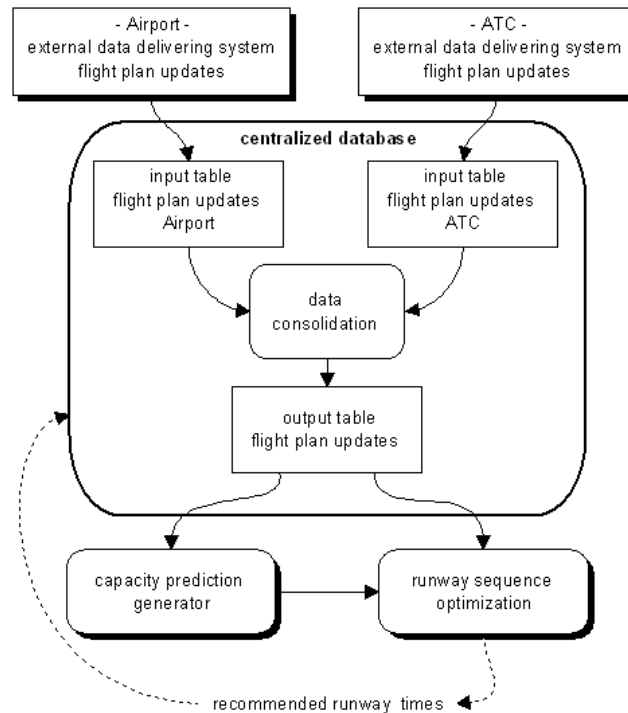 - Airport -
external data delivering system
flight plan updates
- ATC -
external data delivering system
flight plan updates
centralized database
input table
flight plan updates
Airport
input table
flight plan updates
ATC
data
consolidation
output table
flight plan updates
capacity prediction
generator
runway sequence
optimization
recommended runway times